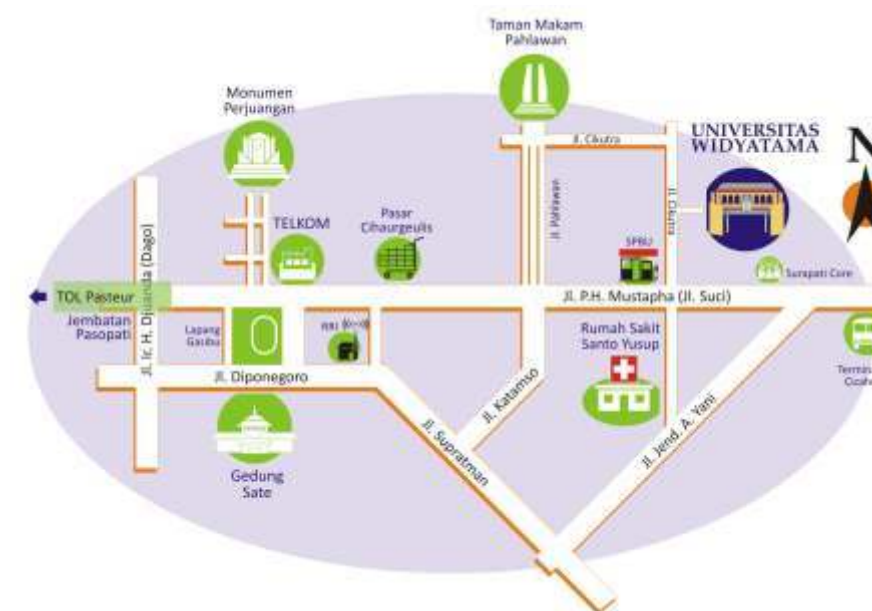 Taman Makam
Pahlawan
Monumen
Perjuangan
Jl. Cikutra
UNIVERSITAS
WIDYATAMA
N
TELKOM
Pasar
Cihaurgeulis
Jl. Pahlawan
Jl. Cikutra
SPBU
Surapati Core
TOL Pasteur
Jl. P.H. Mustapha (Jl. Suci)
Jembatan
Pasopati
Jl. Ir. H. Djuanda (Dago)
Lapang
Gasibu
RRI
Rumah Sakit
Santo Yusup
Jl. Diponegoro
Jl. Katamso
Jl. Supratman
Jl. Jend. A. Yani
Gedung
Sate